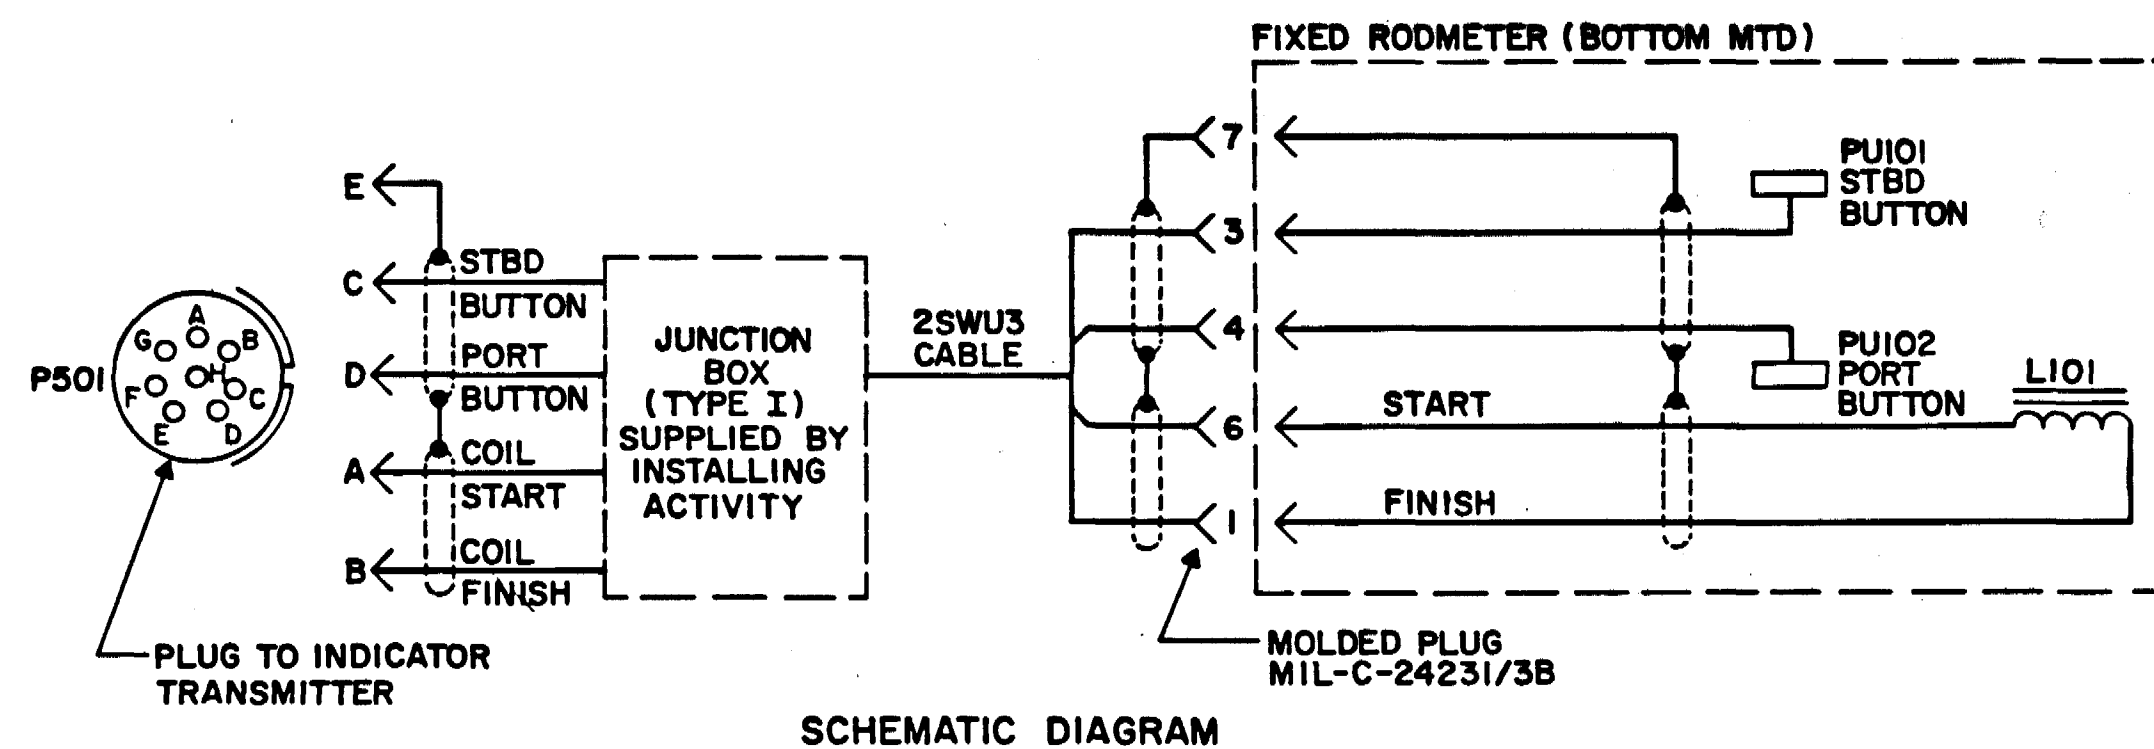 FIXED RODMETER (BOTTOM MTD)
7
PU101
STBD
BUTTON
E
3
STBD
BUTTON
C
4
2SWU3
CABLE
JUNCTION
BOX
(TYPE I)
SUPPLIED BY
INSTALLING
ACTIVITY
A
G
B
H
F
C
E
D
P501
PORT
BUTTON
D
PU102
PORT
BUTTON
L101
START
6
COIL
START
A
FINISH
1
COIL
FINISH
B
PLUG TO INDICATOR
TRANSMITTER
MOLDED PLUG
MIL-C-24231/3B
SCHEMATIC DIAGRAM